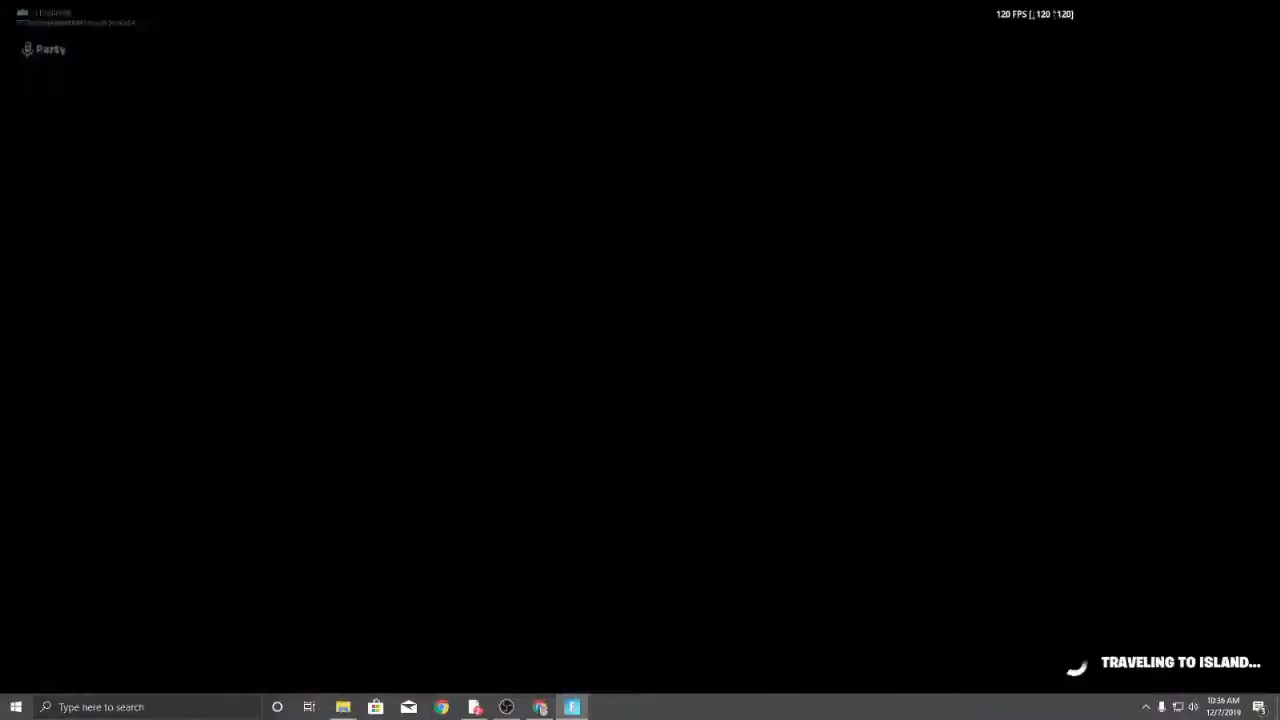 120 FPS [↓120 ↑120]
Party
TRAVELING TO ISLAND...
Type here to search
10:36 AM
12/7/2019